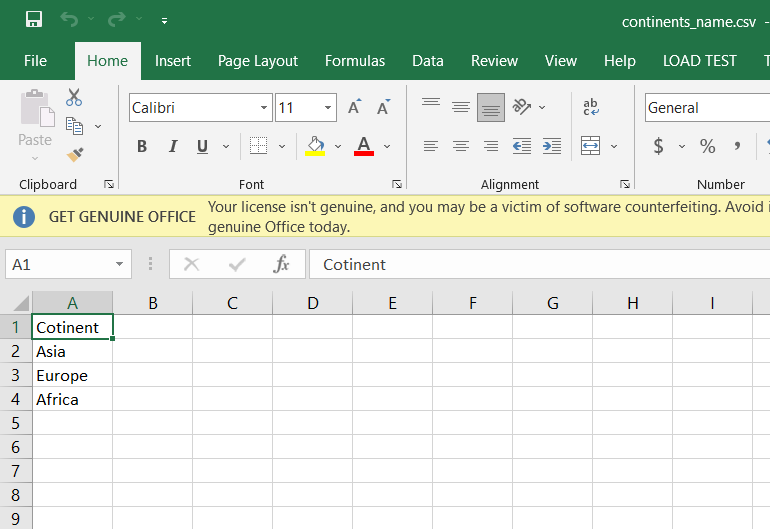 continents_name.csv -
File Home Insert Page Layout Formulas Data Review View Help LOAD TEST T
Paste
Calibri 11 A A
B I U A
ab
c
General
$ % ,
Clipboard Font Alignment Number
GET GENUINE OFFICE Your license isn't genuine, and you may be a victim of software counterfeiting. Avoid i
genuine Office today.
A1 fx Cotinent
A B C D E F G H I
1 Cotinent
2 Asia
3 Europe
4 Africa
5
6
7
8
9